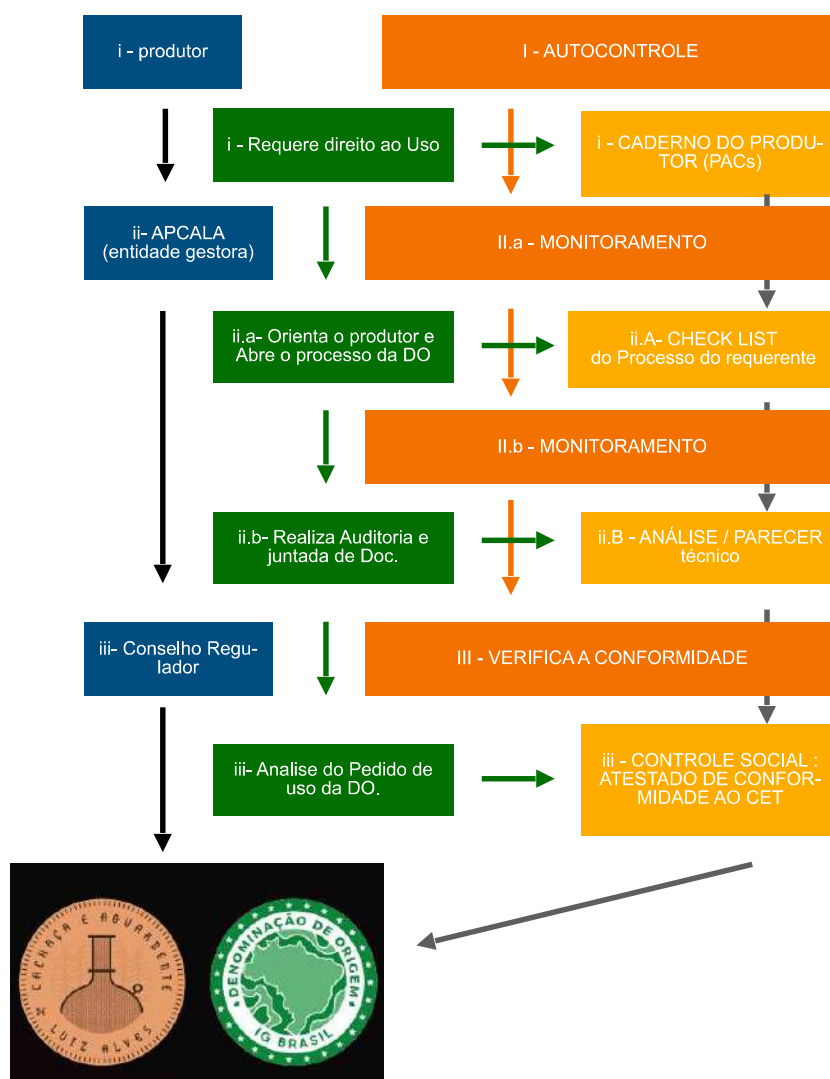 i - produtor
I - AUTOCONTROLE
i - Requere direito ao Uso
i - CADERNO DO PRODU-
TOR (PACs)
ii- APCALA
(entidade gestora)
II.a - MONITORAMENTO
ii.a- Orienta o produtor e
Abre o processo da DO
ii.A- CHECK LIST
do Processo do requerente
II.b - MONITORAMENTO
ii.b- Realiza Auditoria e
juntada de Doc.
ii.B - ANÁLISE / PARECER
técnico
iii- Conselho Regu-
lador
III - VERIFICA A CONFORMIDADE
iii- Analise do Pedido de
uso da DO.
iii - CONTROLE SOCIAL :
ATESTADO DE CONFOR-
MIDADE AO CET
CACHAÇA E AGUARDENTE
LUIZ ALVES
DENOMINAÇÃO DE ORIGEM
IG BRASIL